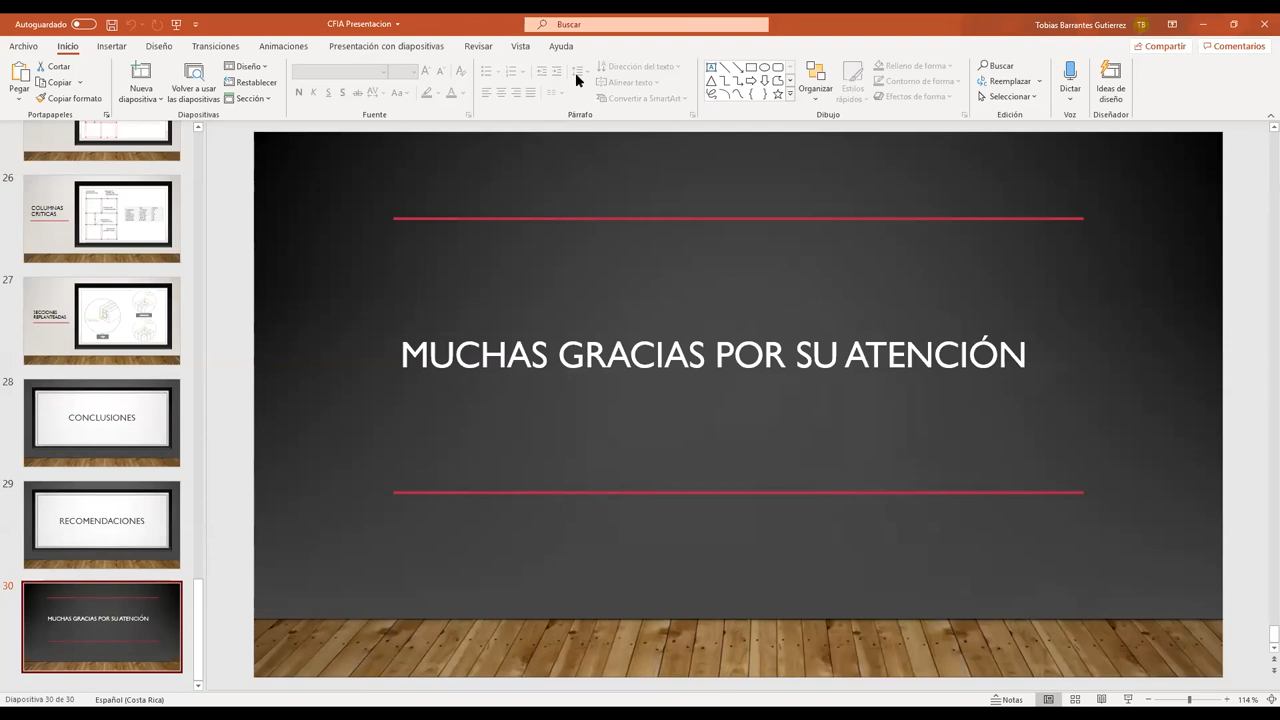 Autoguardado
CFIA Presentacion
Buscar
Tobias Barrantes Gutierrez
TB
Archivo
Inicio
Insertar
Diseño
Transiciones
Animaciones
Presentación con diapositivas
Revisar
Vista
Ayuda
Compartir
Comentarios
Pegar
Cortar
Copiar
Copiar formato
Portapapeles
Nueva
diapositiva
Volver a usar
las diapositivas
Diseño
Restablecer
Sección
Diapositivas
N K S S AV Aa A
Fuente
Dirección del texto
Alinear texto
Convertir a SmartArt
Párrafo
Organizar
Estilos
rápidos
Relleno de forma
Contorno de forma
Efectos de forma
Dibujo
Buscar
Reemplazar
Seleccionar
Edición
Dictar
Voz
Ideas de
diseño
Diseñador
26
COLUMNAS
CRITICAS
27
SECCIONES
REPLANTEADAS
28
CONCLUSIONES
29
RECOMENDACIONES
30
MUCHAS GRACIAS POR SU ATENCIÓN
MUCHAS GRACIAS POR SU ATENCIÓN
Diapositiva 30 de 30
Español (Costa Rica)
Notas
114 %